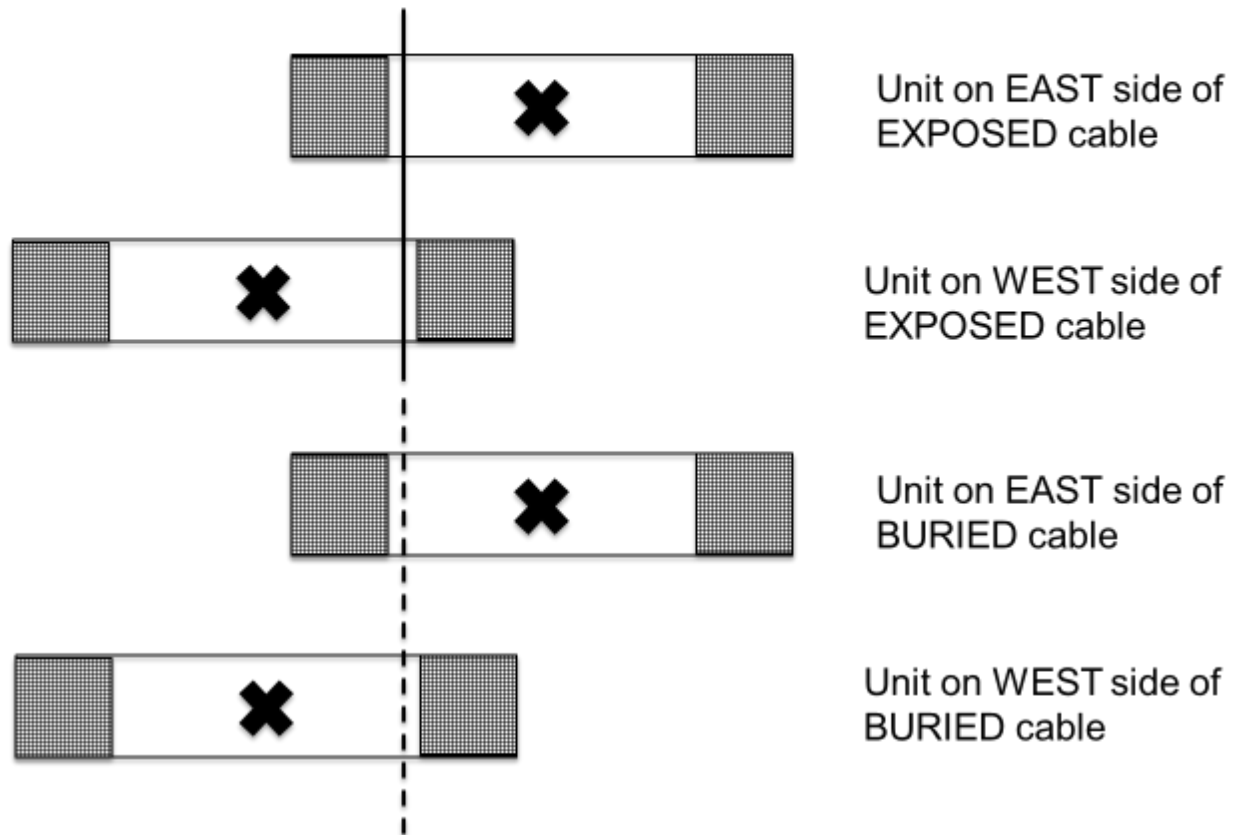 Unit on EAST side of
EXPOSED cable
Unit on WEST side of
EXPOSED cable
Unit on EAST side of
BURIED cable
Unit on WEST side of
BURIED cable